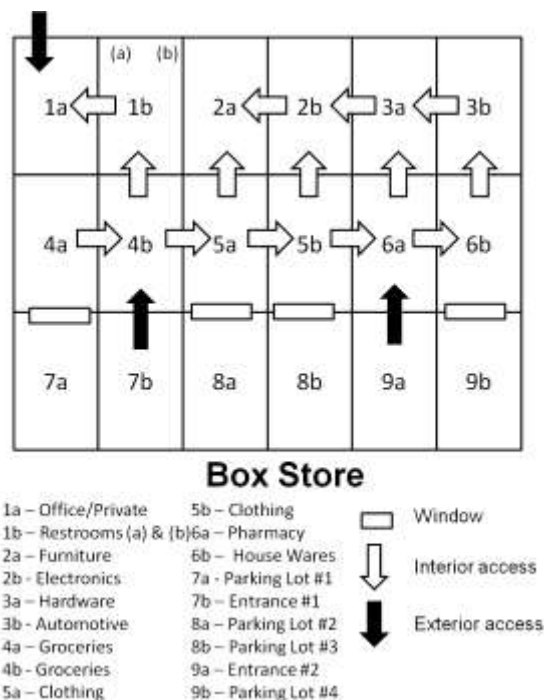 (a) (b)
1a 1b 2a 2b 3a 3b
4a 4b 5a 5b 6a 6b
7a 7b 8a 8b 9a 9b
Box Store
1a – Office/Private
1b – Restrooms (a) & (b)
2a – Furniture
2b - Electronics
3a – Hardware
3b - Automotive
4a – Groceries
4b - Groceries
5a – Clothing
5b – Clothing
6a – Pharmacy
6b – House Wares
7a - Parking Lot #1
7b – Entrance #1
8a – Parking Lot #2
8b – Parking Lot #3
9a – Entrance #2
9b – Parking Lot #4
Window
Interior access
Exterior access